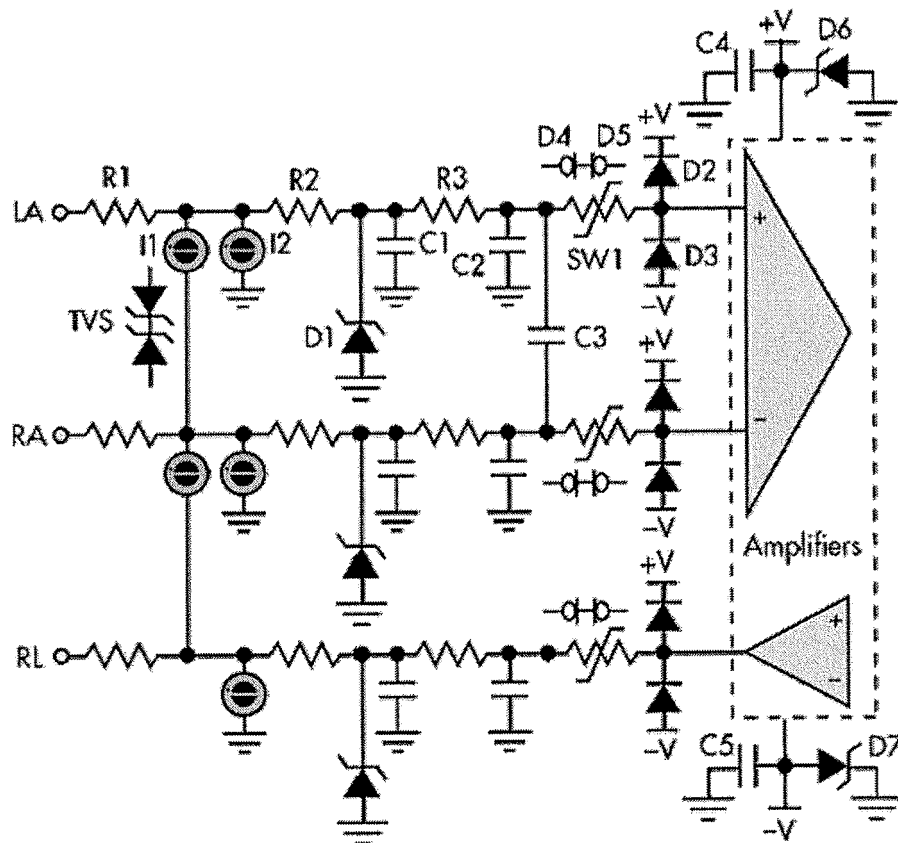 C4 +V D6
+V
D4 D5
D2
R1 R2 R3
LA
I1 I2 C1 C2 SW1 D3
+
-V
TVS
D1 C3
+V
RA
−
-V
Amplifiers
+V
+
RL
−
-V
C5 D7
-V